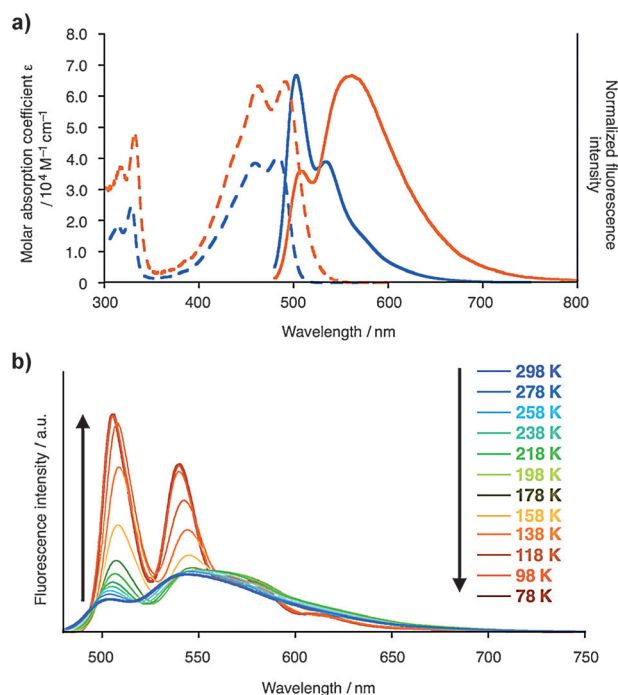 a)
8.0
7.0
6.0
5.0
4.0
3.0
2.0
1.0
0
Molar absorption coefficient ε
/ 10⁴ M⁻¹ cm⁻¹
Normalized fluorescence
intensity
300 400 500 600 700 800
Wavelength / nm
b)
Fluorescence intensity / a.u.
298 K
278 K
258 K
238 K
218 K
198 K
178 K
158 K
138 K
118 K
98 K
78 K
500 550 600 650 700 750
Wavelength / nm